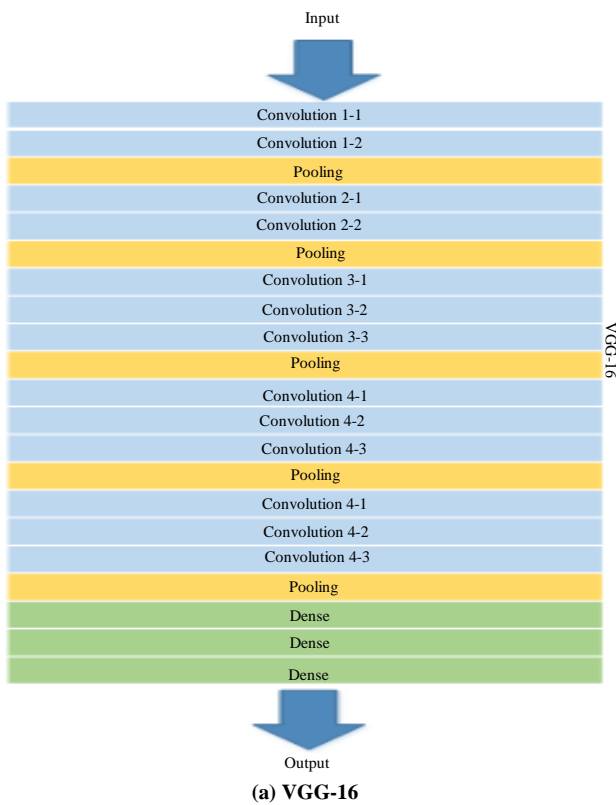 Input
Convolution 1-1
Convolution 1-2
Pooling
Convolution 2-1
Convolution 2-2
Pooling
Convolution 3-1
Convolution 3-2
Convolution 3-3
Pooling
Convolution 4-1
Convolution 4-2
Convolution 4-3
Pooling
Convolution 4-1
Convolution 4-2
Convolution 4-3
Pooling
Dense
Dense
Dense
VGG-16
Output
(a) VGG-16